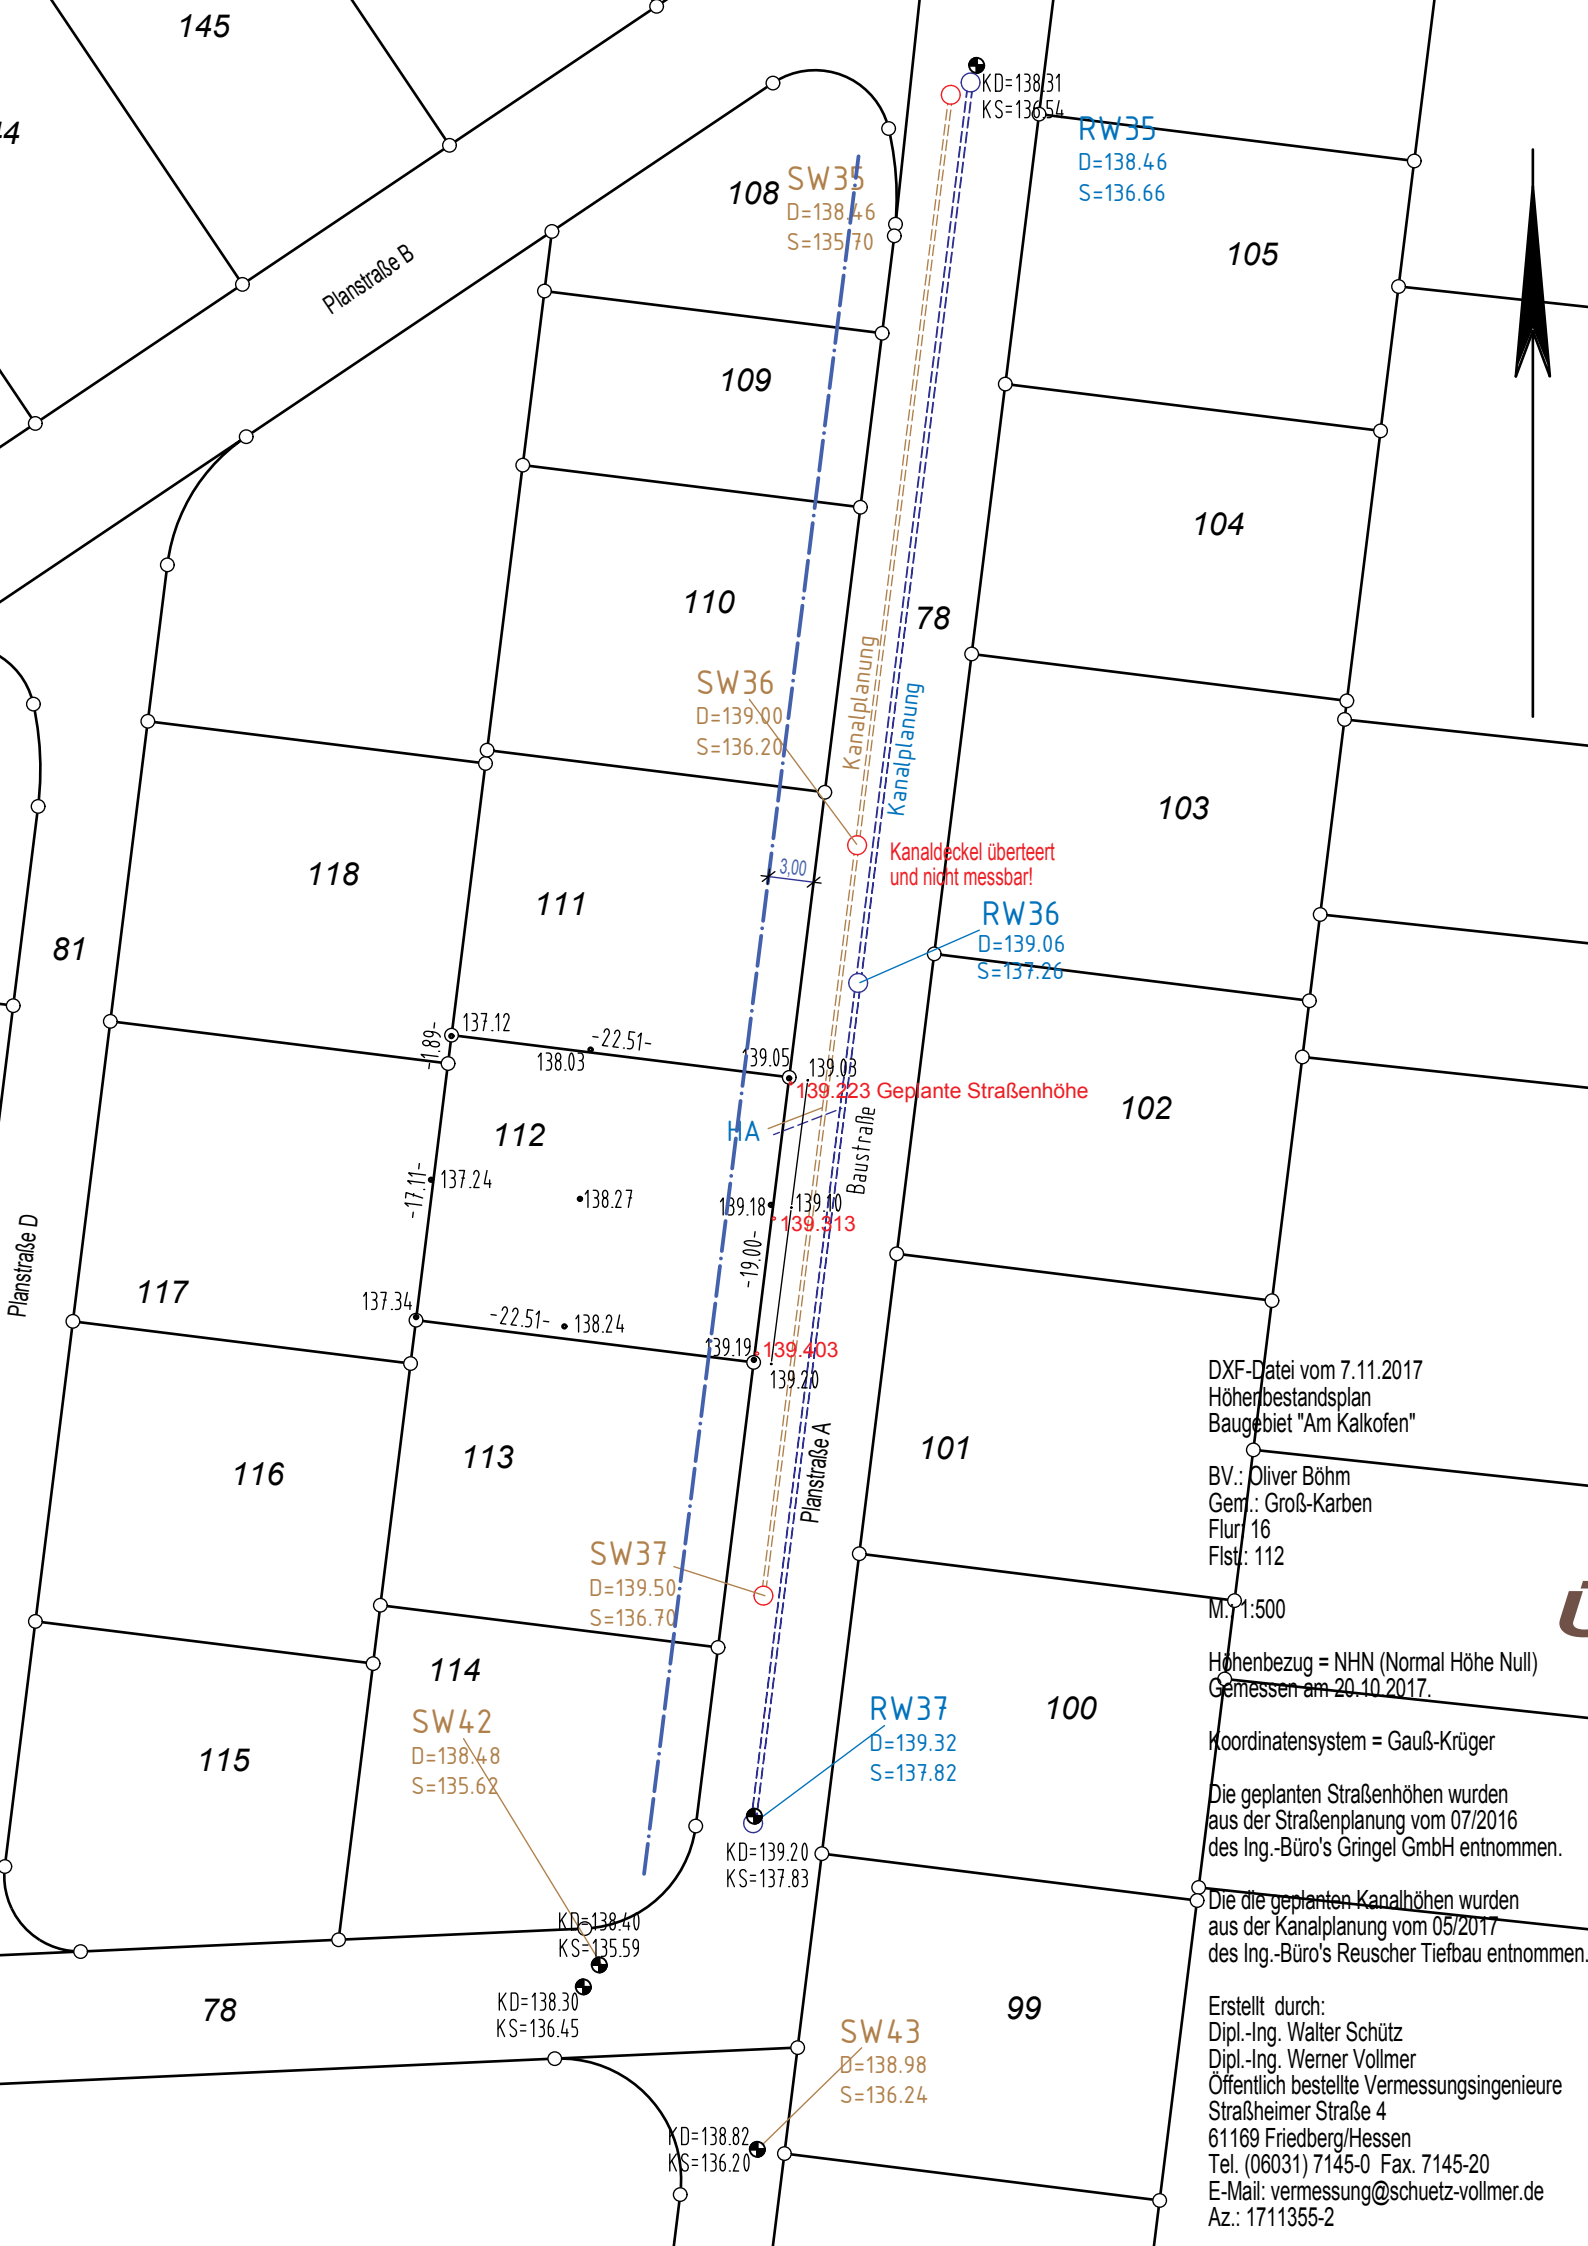 145
108
SW35
D=138.46
S=135.70
KD=138.31
KS=136.54
RW35
D=138.46
S=136.66
105
Planstraße B
109
104
110
78
SW36
D=139.00
S=136.20
Kanalplanung
Kanalplanung
103
118
111
3,00
Kanaldeckel überteert
und nicht messbar!
RW36
D=139.06
S=137.26
81
-1.89-
137.12
-22.51-
138.03
139.05
139.03
139.223 Geplante Straßenhöhe
102
112
HA
Baustraße
-17.11-
137.24
138.27
139.18
139.10
139.313
-19.00-
Planstraße D
117
137.34
-22.51-
138.24
139.19
139.403
139.20
116
113
Planstraße A
101
SW37
D=139.50
S=136.70
114
115
SW42
D=138.48
S=135.62
RW37
D=139.32
S=137.82
100
KD=139.20
KS=137.83
KD=138.40
KS=135.59
KD=138.30
KS=136.45
78
99
SW43
D=138.98
S=136.24
KD=138.82
KS=136.20
DXF-Datei vom 7.11.2017
Höhenbestandsplan
Baugebiet "Am Kalkofen"
BV.: Oliver Böhm
Gem.: Groß-Karben
Flur: 16
Flst.: 112
M.: 1:500
Höhenbezug = NHN (Normal Höhe Null)
Gemessen am 20.10.2017.
Koordinatensystem = Gauß-Krüger
Die geplanten Straßenhöhen wurden
aus der Straßenplanung vom 07/2016
des Ing.-Büro's Gringel GmbH entnommen.
Die die geplanten Kanalhöhen wurden
aus der Kanalplanung vom 05/2017
des Ing.-Büro's Reuscher Tiefbau entnommen.
Erstellt durch:
Dipl.-Ing. Walter Schütz
Dipl.-Ing. Werner Vollmer
Öffentlich bestellte Vermessungsingenieure
Straßheimer Straße 4
61169 Friedberg/Hessen
Tel. (06031) 7145-0 Fax. 7145-20
E-Mail: vermessung@schuetz-vollmer.de
Az.: 1711355-2